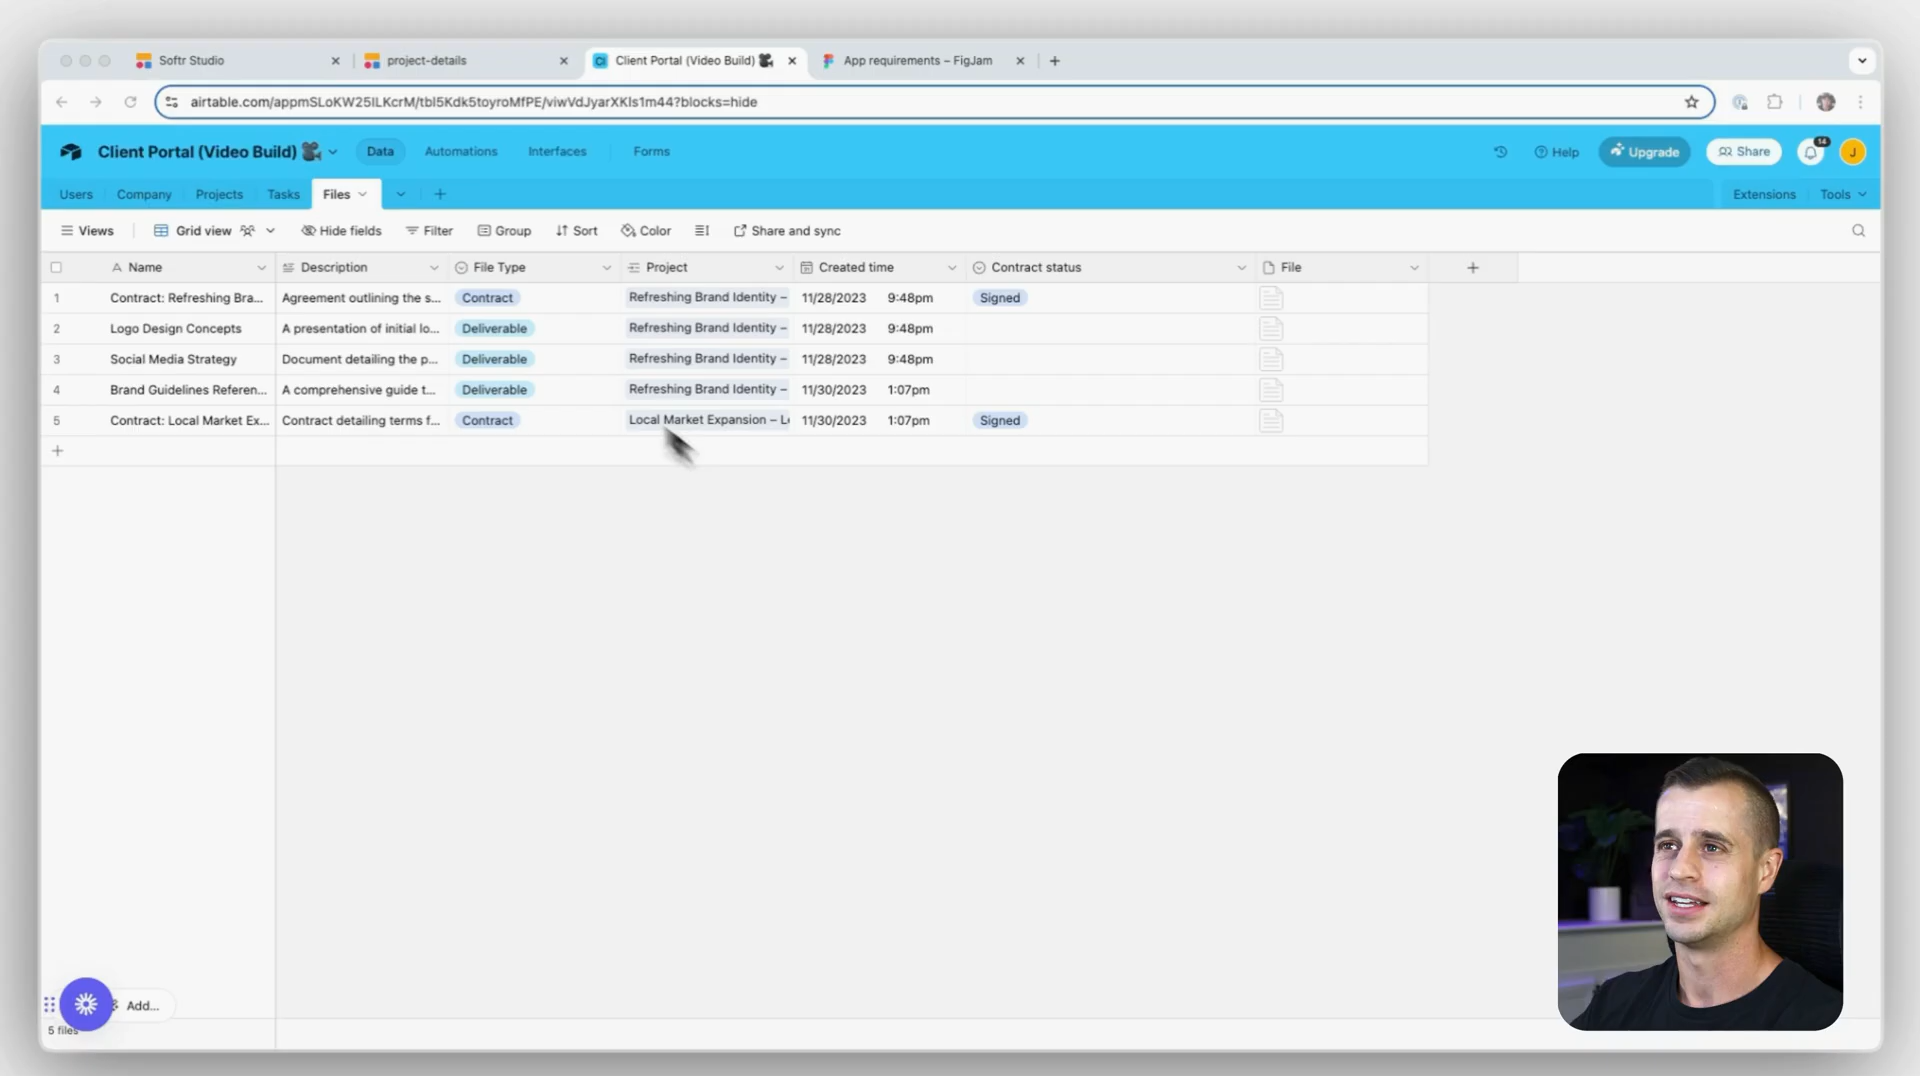 Softr Studio project-details Client Portal (Video Build) App requirements – FigJam
airtable.com/appmSLoKW25ILKcrM/tbl5Kdk5toyroMfPE/viwVdJyarXKIs1m44?blocks=hide
Client Portal (Video Build) Data Automations Interfaces Forms Help Upgrade Share 14 J
Users Company Projects Tasks Files Extensions Tools
Views Grid view Hide fields Filter Group Sort Color Share and sync
Name Description File Type Project Created time Contract status File
1 Contract: Refreshing Bra... Agreement outlining the s... Contract Refreshing Brand Identity – 11/28/2023 9:48pm Signed
2 Logo Design Concepts A presentation of initial lo... Deliverable Refreshing Brand Identity – 11/28/2023 9:48pm
3 Social Media Strategy Document detailing the p... Deliverable Refreshing Brand Identity – 11/28/2023 9:48pm
4 Brand Guidelines Referen... A comprehensive guide t... Deliverable Refreshing Brand Identity – 11/30/2023 1:07pm
5 Contract: Local Market Ex... Contract detailing terms f... Contract Local Market Expansion – L 11/30/2023 1:07pm Signed
Add...
5 files